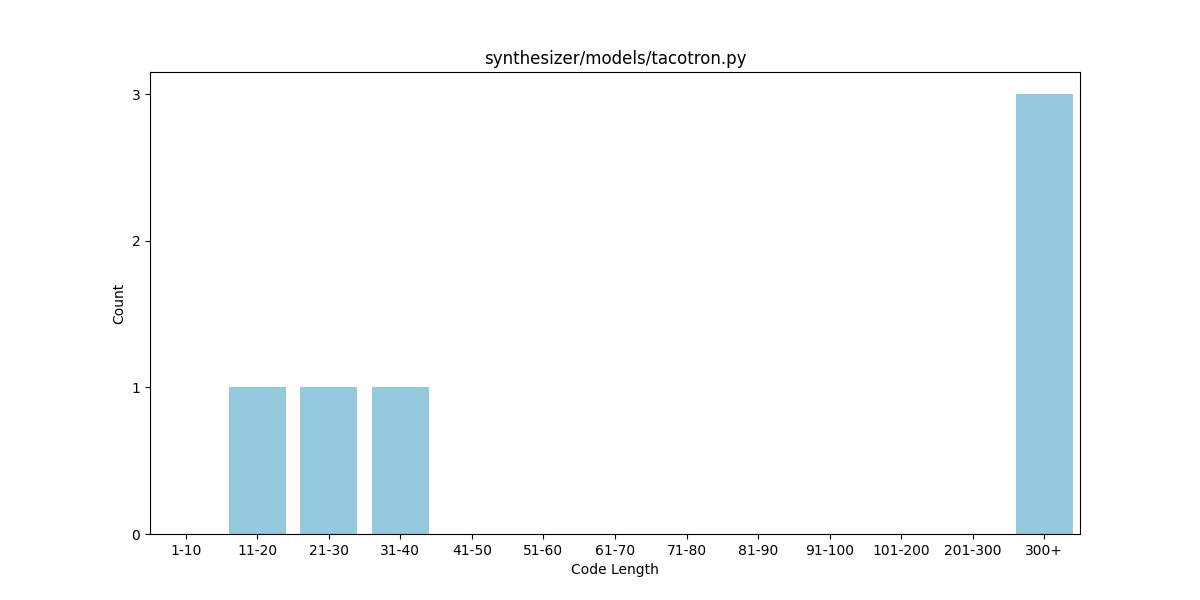 synthesizer/models/tacotron.py
3
2
1
0
Count
1-10 11-20 21-30 31-40 41-50 51-60 61-70 71-80 81-90 91-100 101-200 201-300 300+
Code Length